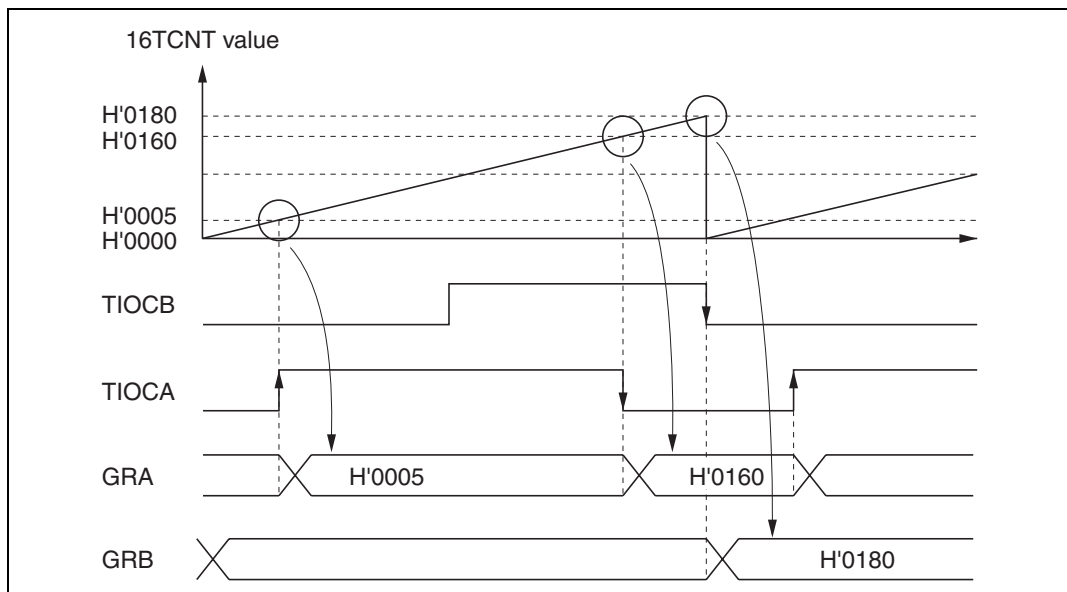 16TCNT value
H'0180
H'0160
H'0005
H'0000
TIOCB
TIOCA
GRA
H'0005
H'0160
GRB
H'0180